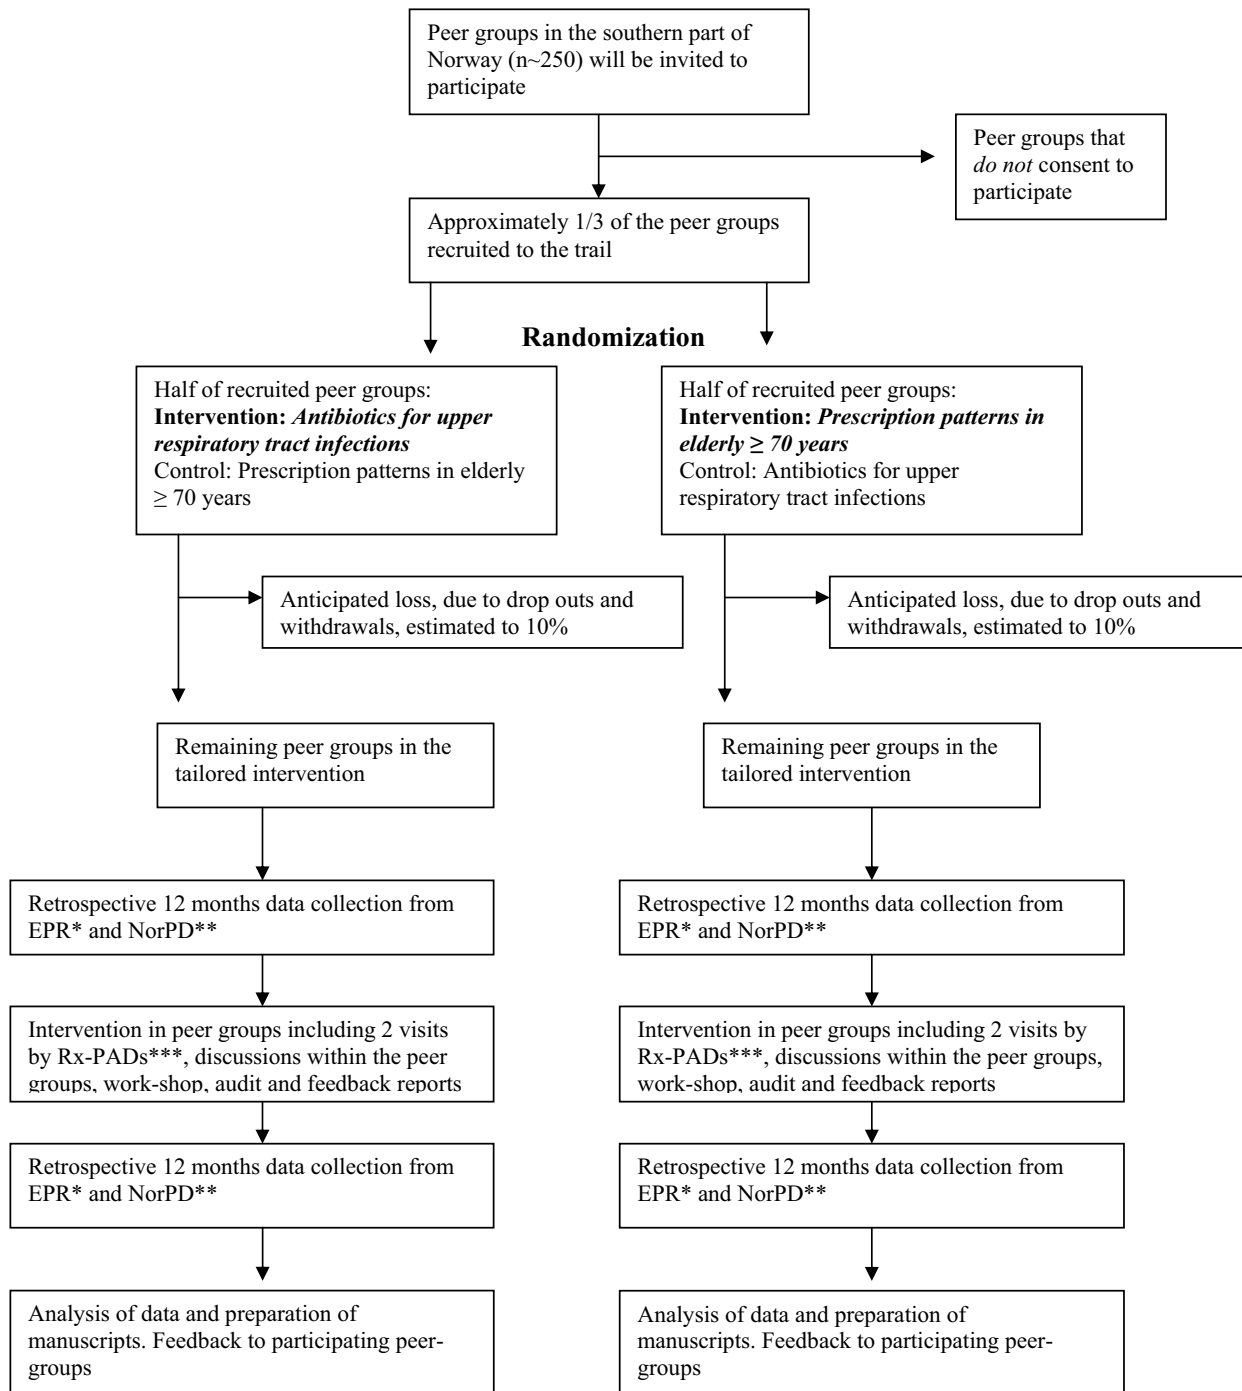 Peer groups in the southern part of
Norway (n~250) will be invited to
participate
Peer groups that
do not consent to
participate
Approximately 1/3 of the peer groups
recruited to the trail
Randomization
Half of recruited peer groups:
Intervention: Antibiotics for upper
respiratory tract infections
Control: Prescription patterns in elderly
≥ 70 years
Half of recruited peer groups:
Intervention: Prescription patterns in
elderly ≥ 70 years
Control: Antibiotics for upper
respiratory tract infections
Anticipated loss, due to drop outs and
withdrawals, estimated to 10%
Anticipated loss, due to drop outs and
withdrawals, estimated to 10%
Remaining peer groups in the
tailored intervention
Remaining peer groups in the
tailored intervention
Retrospective 12 months data collection from
EPR* and NorPD**
Retrospective 12 months data collection from
EPR* and NorPD**
Intervention in peer groups including 2 visits
by Rx-PADs***, discussions within the peer
groups, work-shop, audit and feedback reports
Intervention in peer groups including 2 visits by
Rx-PADs***, discussions within the peer groups,
work-shop, audit and feedback reports
Retrospective 12 months data collection from
EPR* and NorPD**
Retrospective 12 months data collection from
EPR* and NorPD**
Analysis of data and preparation of
manuscripts. Feedback to participating peer-
groups
Analysis of data and preparation of
manuscripts. Feedback to participating peer-
groups